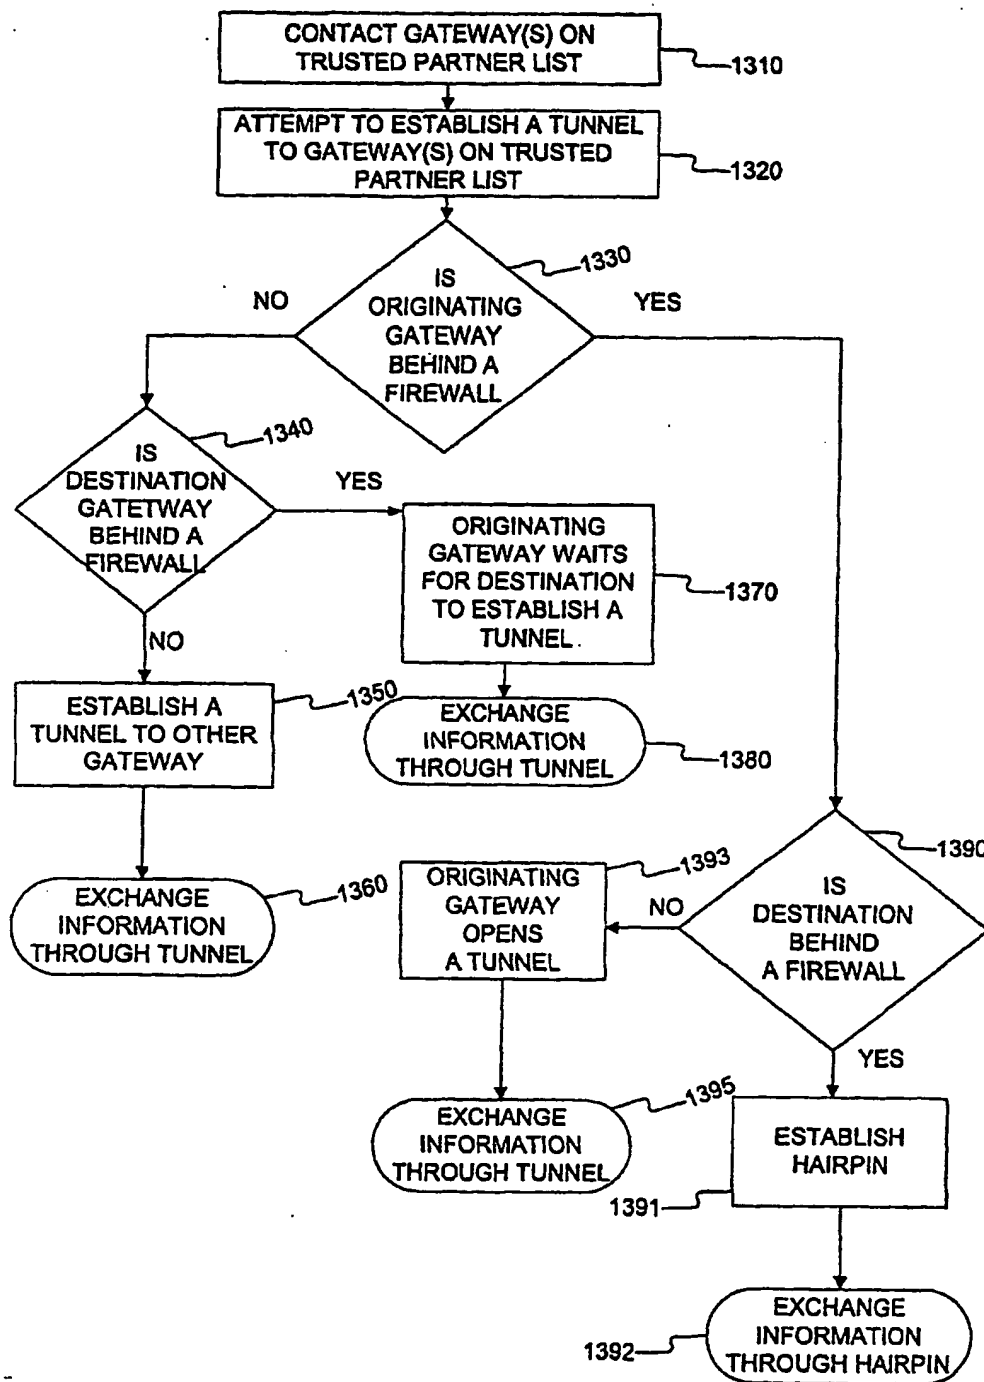 CONTACT GATEWAY(S) ON
TRUSTED PARTNER LIST
1310
ATTEMPT TO ESTABLISH A TUNNEL
TO GATEWAY(S) ON TRUSTED
PARTNER LIST
1320
1330
IS
ORIGINATING
GATEWAY
BEHIND A
FIREWALL
NO
YES
1340
IS
DESTINATION
GATETWAY
BEHIND A
FIREWALL
YES
NO
ORIGINATING
GATEWAY WAITS
FOR DESTINATION
TO ESTABLISH A
TUNNEL
1370
1350
ESTABLISH A
TUNNEL TO OTHER
GATEWAY
EXCHANGE
INFORMATION
THROUGH TUNNEL
1380
1360
EXCHANGE
INFORMATION
THROUGH TUNNEL
1390
IS
DESTINATION
BEHIND
A FIREWALL
NO
YES
1393
ORIGINATING
GATEWAY
OPENS
A TUNNEL
1395
EXCHANGE
INFORMATION
THROUGH TUNNEL
ESTABLISH
HAIRPIN
1391
EXCHANGE
INFORMATION
THROUGH HAIRPIN
1392